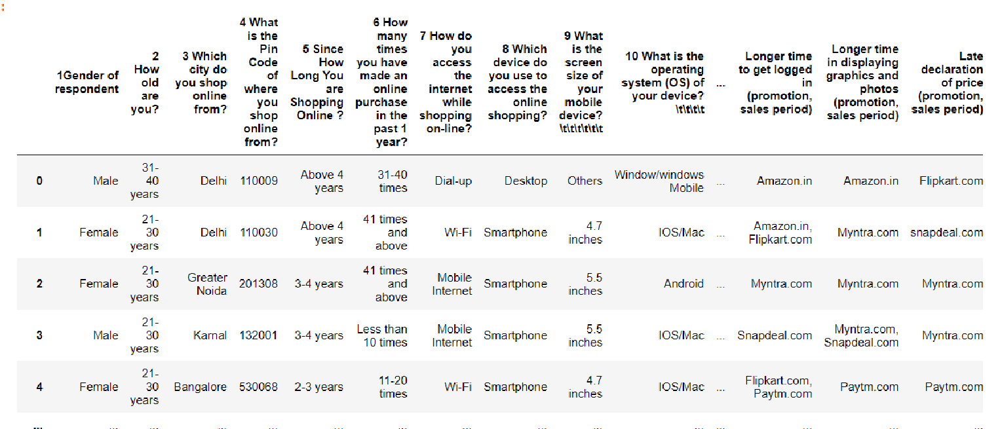 :
1Gender of
respondent
2
How
old
are
you?
3 Which
city do
you shop
online
from?
4 What
is the
Pin
Code
of
where
you
shop
online
from?
5 Since
How
Long You
are
Shopping
Online ?
6 How
many
times
you have
made an
online
purchase
in the
past 1
year?
7 How do
you
access
the
internet
while
shopping
on-line?
8 Which
device do
you use to
access the
online
shopping?
9 What
is the
screen
size of
your
mobile
device?
\t\t\t\t\t\t
10 What is the
operating
system (OS) of
your device?
\t\t\t\t
...
Longer time
to get logged
in
(promotion,
sales period)
Longer time
in displaying
graphics and
photos
(promotion,
sales period)
Late
declaration
of price
(promotion,
sales period)
0
Male
31-
40
years
Delhi
110009
Above 4
years
31-40
times
Dial-up
Desktop
Others
Window/windows
Mobile
...
Amazon.in
Amazon.in
Flipkart.com
1
Female
21-
30
years
Delhi
110030
Above 4
years
41 times
and
above
Wi-Fi
Smartphone
4.7
inches
IOS/Mac
...
Amazon.in,
Flipkart.com
Myntra.com
snapdeal.com
2
Female
21-
30
years
Greater
Noida
201308
3-4 years
41 times
and
above
Mobile
Internet
Smartphone
5.5
inches
Android
...
Myntra.com
Myntra.com
Myntra.com
3
Male
21-
30
years
Karnal
132001
3-4 years
Less than
10 times
Mobile
Internet
Smartphone
5.5
inches
IOS/Mac
...
Snapdeal.com
Myntra.com,
Snapdeal.com
Myntra.com
4
Female
21-
30
years
Bangalore
530068
2-3 years
11-20
times
Wi-Fi
Smartphone
4.7
inches
IOS/Mac
...
Flipkart.com,
Paytm.com
Paytm.com
Paytm.com
... ... ... ... ... ... ... ... ... ... ... ... ... ... ...